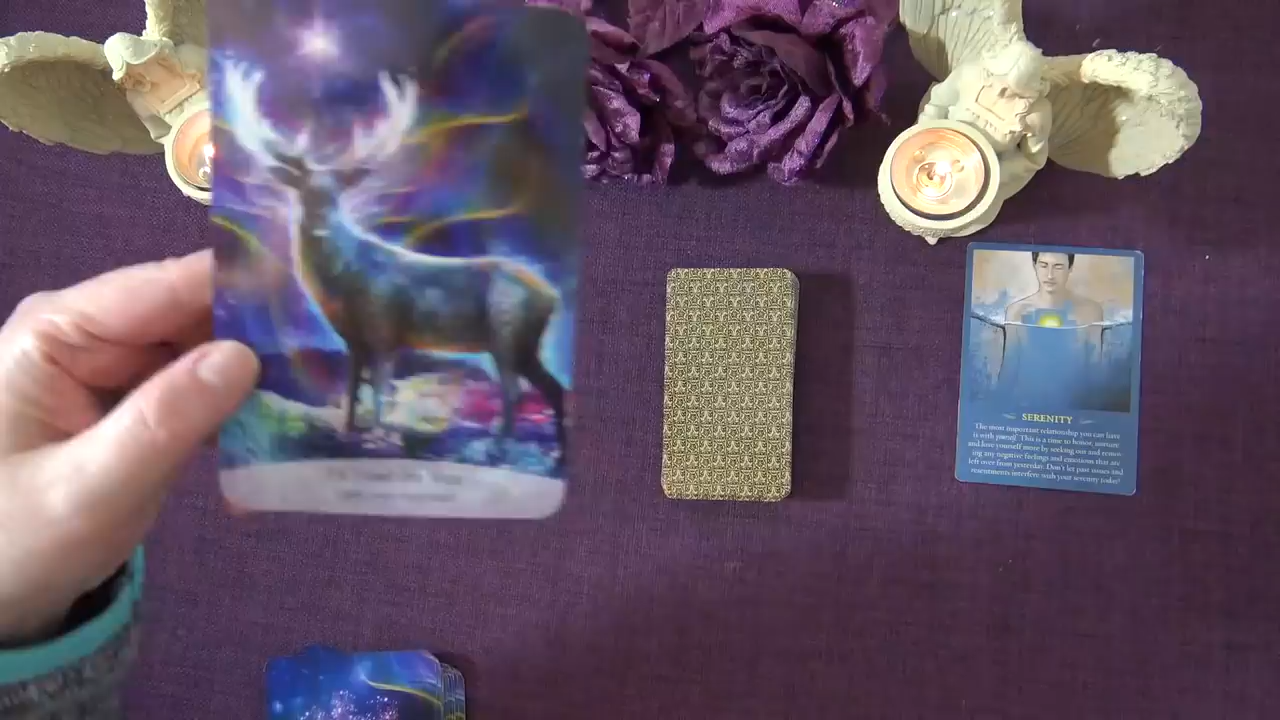 SERENITY
The most important relationship you can have
is with yourself. This is a time to honor, nurture
and love yourself more by seeking out and remov-
ing any negative feelings and emotions that are
left over from yesterday. Don't let past issues and
resentments interfere with your serenity today!